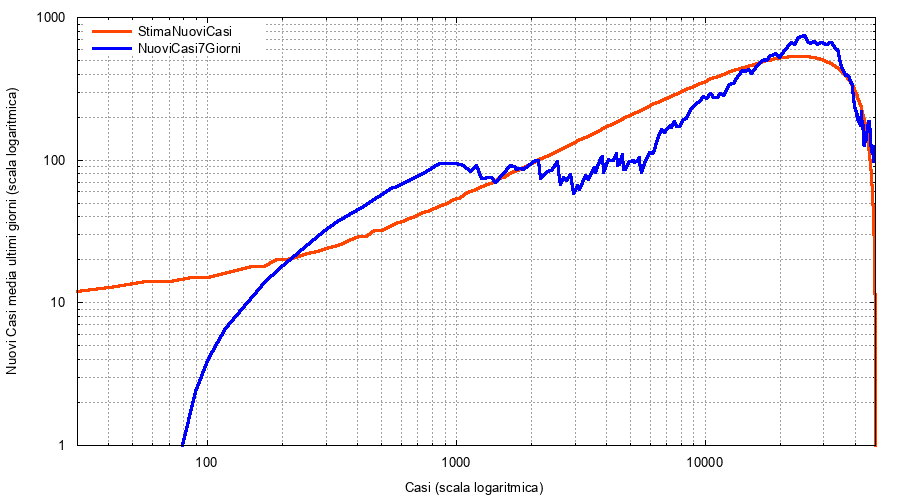 1000
StimaNuoviCasi
NuoviCasi7Giorni
100
10
1
Nuovi Casi media ultimi giorni (scala logaritmica)
100
1000
10000
Casi (scala logaritmica)